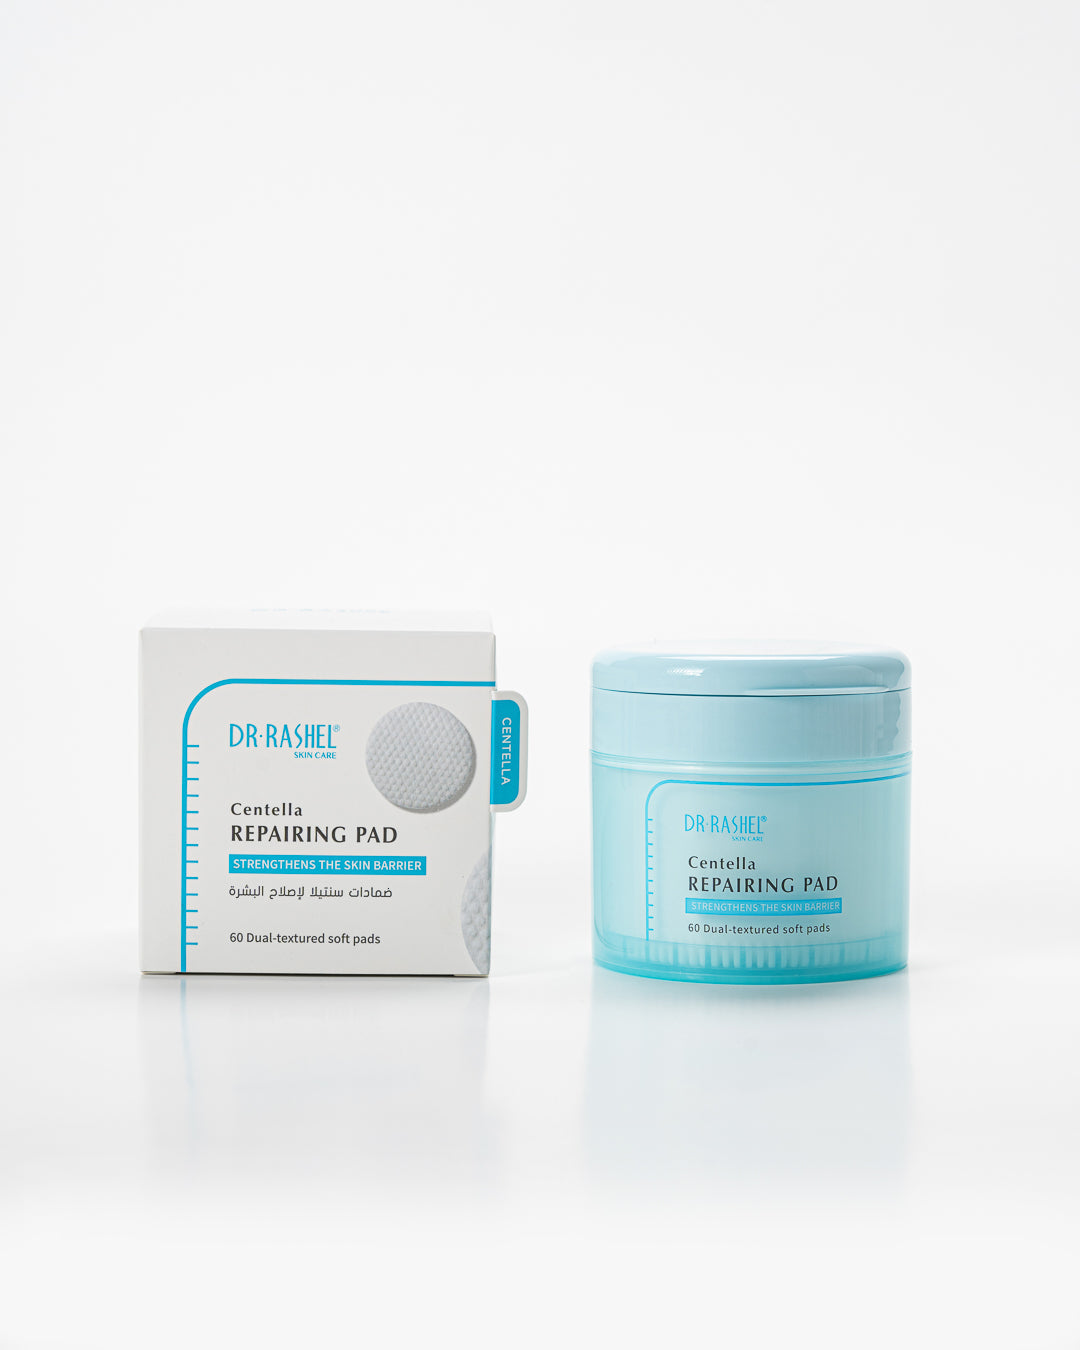 DR·RASHEL®
SKIN CARE
CENTELLA
Centella
REPAIRING PAD
STRENGTHENS THE SKIN BARRIER
ضمادات سنتيلا لإصلاح البشرة
60 Dual-textured soft pads
DR·RASHEL®
SKIN CARE
Centella
REPAIRING PAD
STRENGTHENS THE SKIN BARRIER
60 Dual-textured soft pads